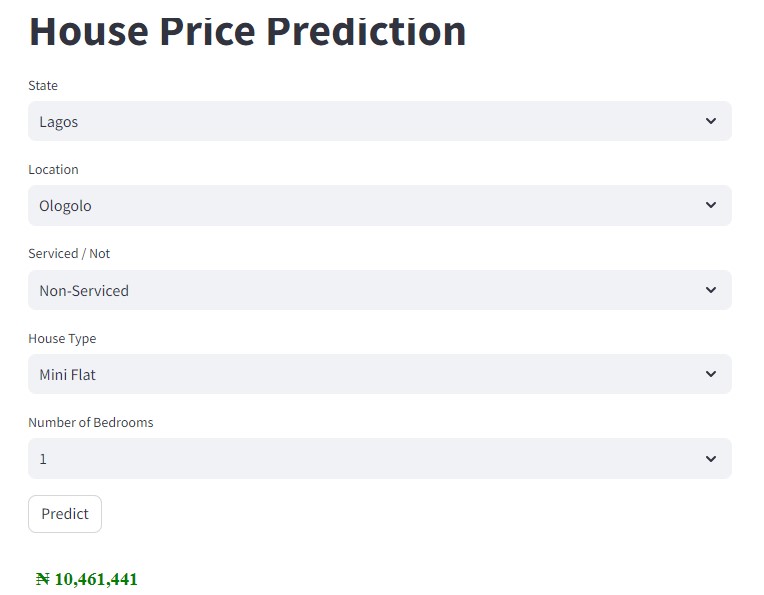 House Price Prediction
State
Lagos
Location
Ologolo
Serviced / Not
Non-Serviced
House Type
Mini Flat
Number of Bedrooms
1
Predict
₦ 10,461,441